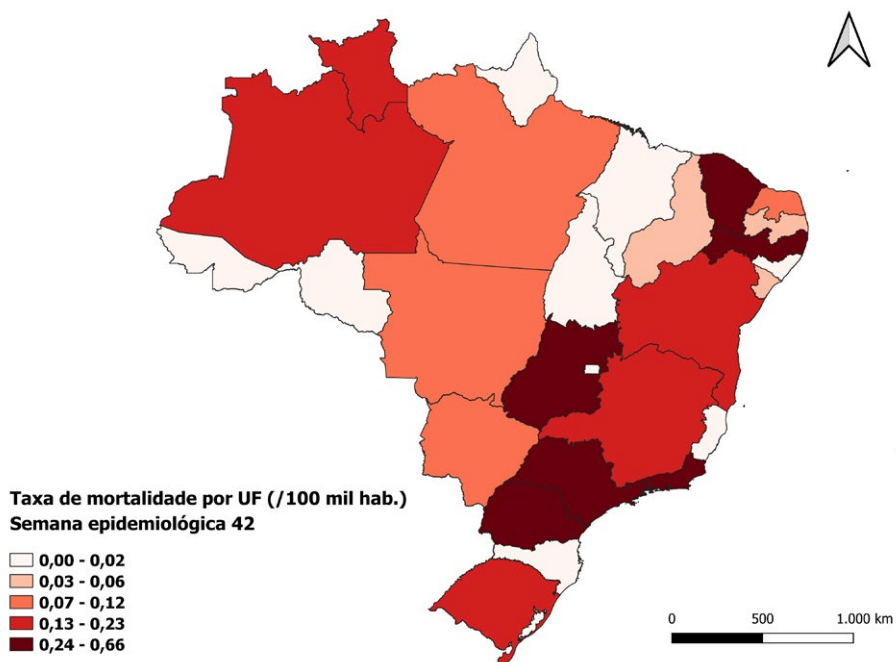 Taxa de mortalidade por UF (/100 mil hab.)
Semana epidemiológica 42
0,00 - 0,02
0,03 - 0,06
0,07 - 0,12
0,13 - 0,23
0,24 - 0,66
0 500 1.000 km